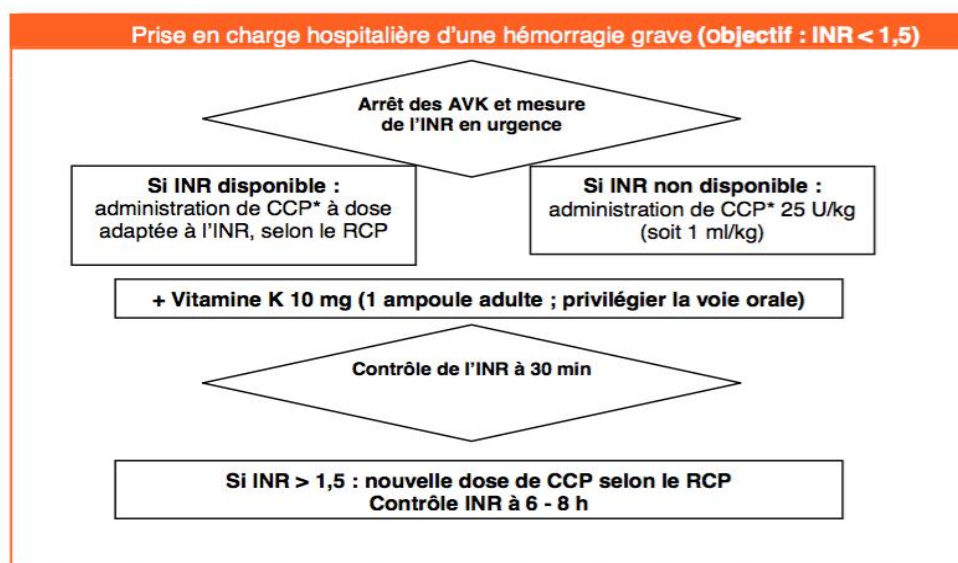 Prise en charge hospitalière d'une hémorragie grave (objectif : INR < 1,5)
Arrêt des AVK et mesure
de l'INR en urgence
Si INR disponible :
administration de CCP* à dose
adaptée à l'INR, selon le RCP
Si INR non disponible :
administration de CCP* 25 U/kg
(soit 1 ml/kg)
+ Vitamine K 10 mg (1 ampoule adulte ; privilégier la voie orale)
Contrôle de l'INR à 30 min
Si INR > 1,5 : nouvelle dose de CCP selon le RCP
Contrôle INR à 6 - 8 h